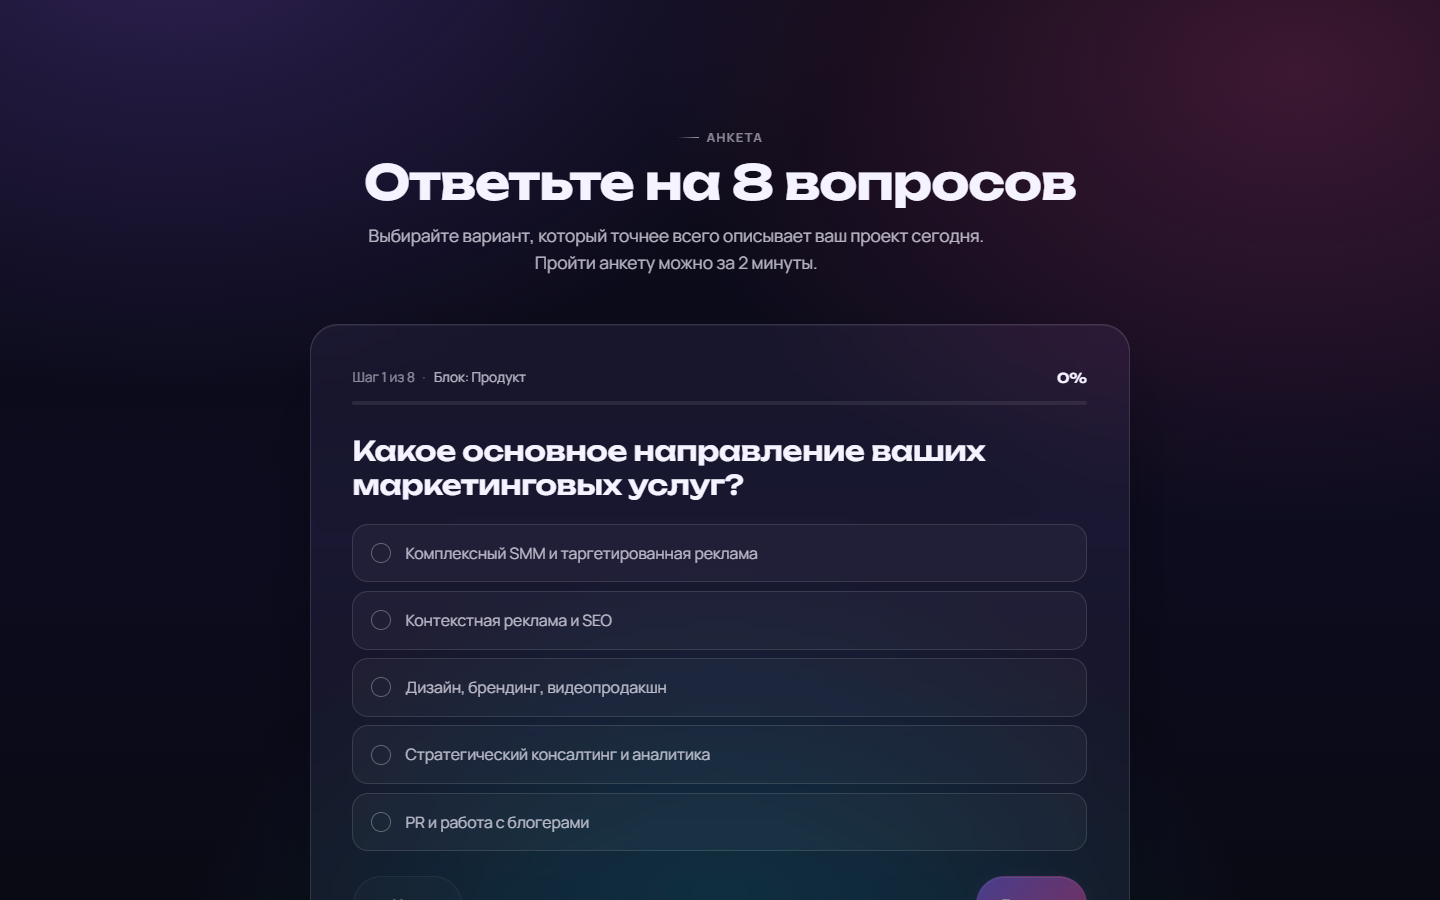 АНКЕТА
Ответьте на 8 вопросов
Выбирайте вариант, который точнее всего описывает ваш проект сегодня.
Пройти анкету можно за 2 минуты.
Шаг 1 из 8 · Блок: Продукт
0%
Какое основное направление ваших
маркетинговых услуг?
Комплексный SMM и таргетированная реклама
Контекстная реклама и SEO
Дизайн, брендинг, видеопродакшн
Стратегический консалтинг и аналитика
PR и работа с блогерами